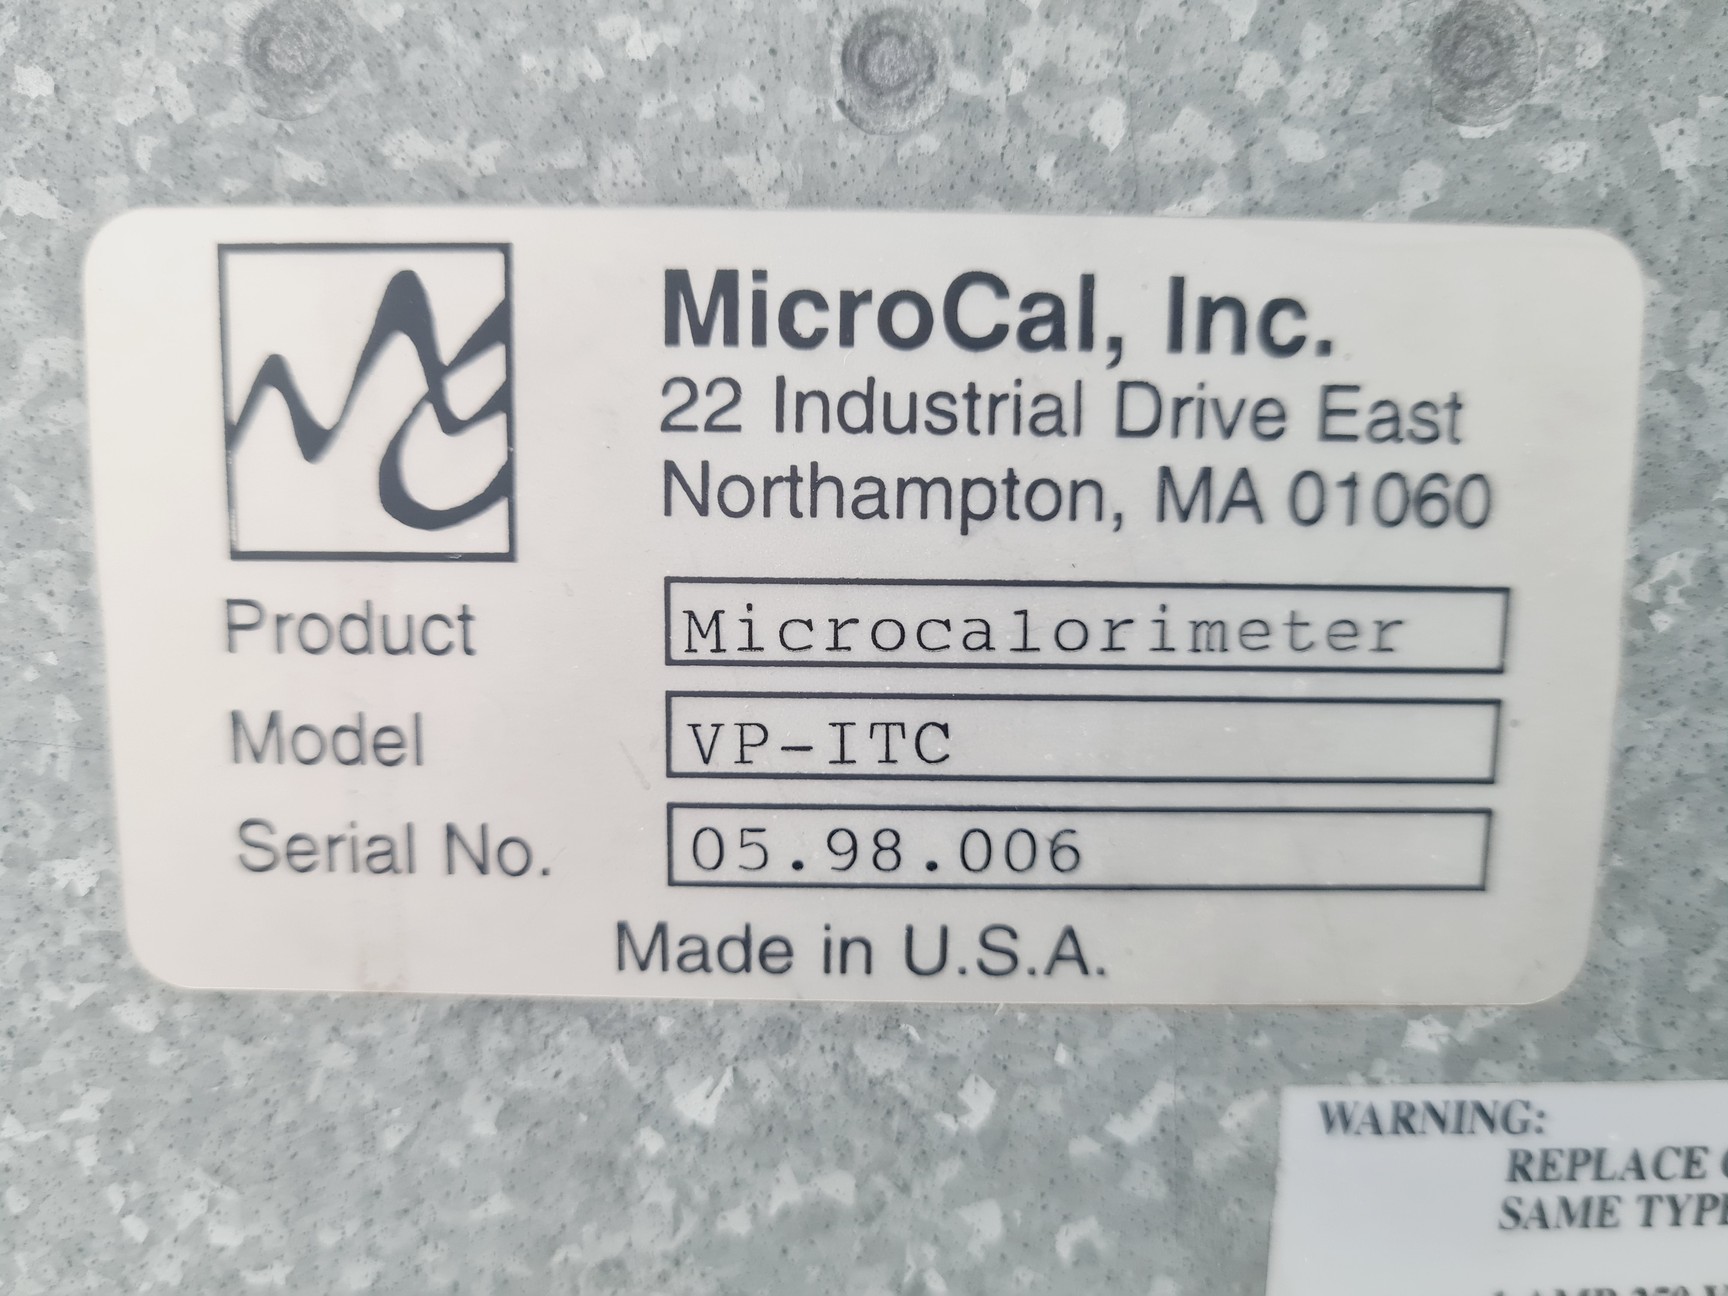 MicroCal, Inc.
22 Industrial Drive East
Northampton, MA 01060
Product Microcalorimeter
Model VP-ITC
Serial No. 05.98.006
Made in U.S.A.
WARNING:
REPLACE
SAME TYPE